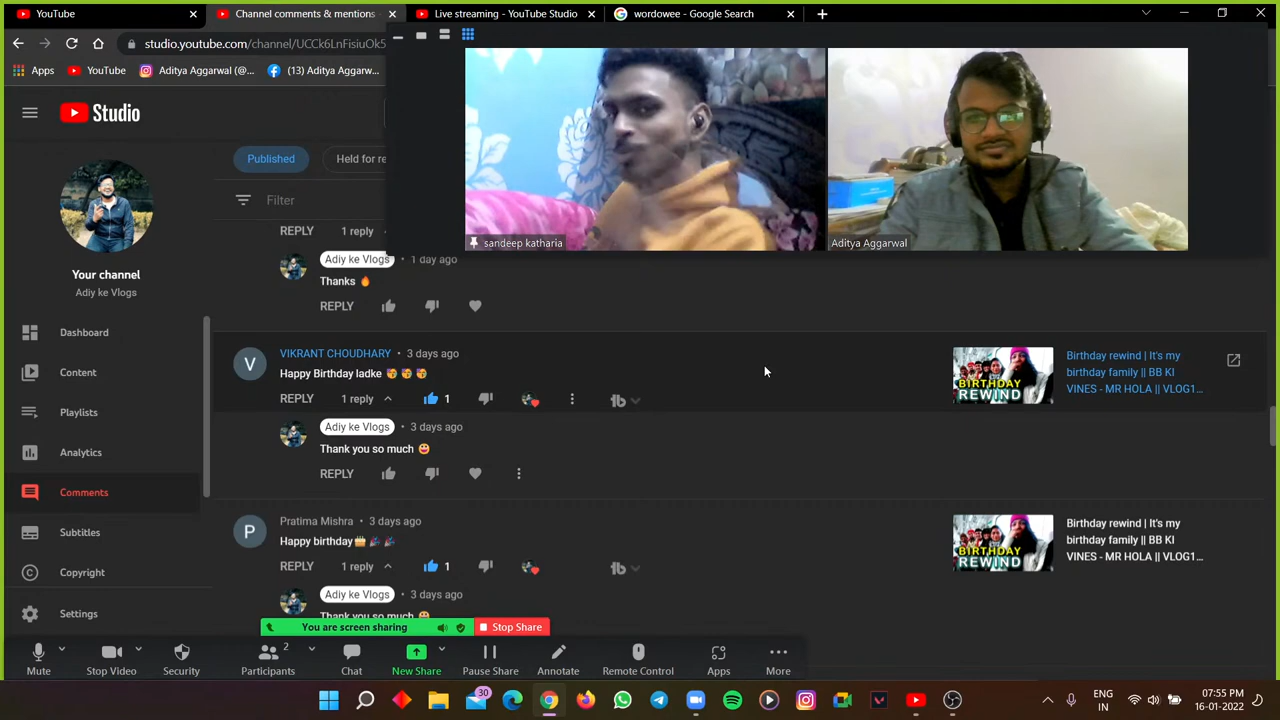 YouTube
Channel comments & mentions
Live streaming - YouTube Studio
wordowee - Google Search
studio.youtube.com/channel/UCCk6LnFisiuOk5
Apps
YouTube
Aditya Aggarwal (@...
(13) Aditya Aggarw...
Studio
sandeep katharia
Aditya Aggarwal
Your channel
Adiy ke Vlogs
Dashboard
Content
Playlists
Analytics
Comments
Subtitles
Copyright
Settings
Published
Held for re
Filter
REPLY 1 reply
Adiy ke Vlogs 1 day ago
Thanks 🔥
REPLY
V
VIKRANT CHOUDHARY • 3 days ago
Happy Birthday ladke 🥳 🥳 🥳
REPLY 1 reply 1
BIRTHDAY
REWIND
Birthday rewind | It's my
birthday family || BB KI
VINES - MR HOLA || VLOG1...
Adiy ke Vlogs • 3 days ago
Thank you so much 😀
REPLY
P
Pratima Mishra • 3 days ago
Happy birthday🎂 🎉 🎉
REPLY 1 reply 1
BIRTHDAY
REWIND
Birthday rewind | It's my
birthday family || BB KI
VINES - MR HOLA || VLOG1...
Adiy ke Vlogs • 3 days ago
Thank you so much 😀
You are screen sharing
Stop Share
Mute
Stop Video
Security
Participants 2
Chat
New Share
Pause Share
Annotate
Remote Control
Apps
More
30
ENG
IN
07:55 PM
16-01-2022